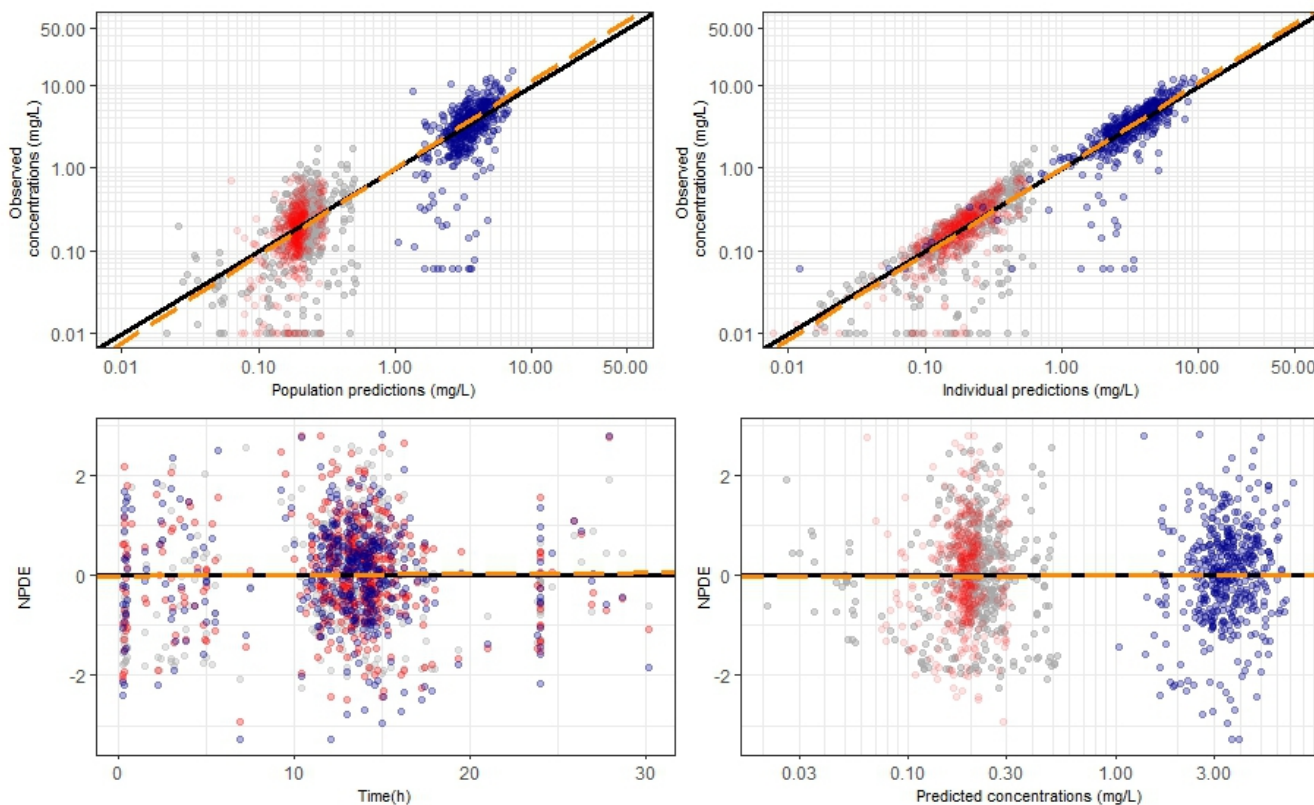 50.00
10.00
1.00
0.10
0.01
Observed
concentrations (mg/L)
0.01 0.10 1.00 10.00 50.00
Population predictions (mg/L)
50.00
10.00
1.00
0.10
0.01
Observed
concentrations (mg/L)
0.01 0.10 1.00 10.00 50.00
Individual predictions (mg/L)
2
0
-2
NPDE
0 10 20 30
Time(h)
2
0
-2
NPDE
0.03 0.10 0.30 1.00 3.00
Predicted concentrations (mg/L)